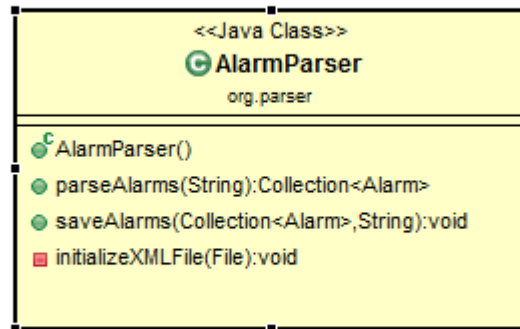 <<Java Class>>
C AlarmParser
org.parser
C AlarmParser()
parseAlarms(String):Collection<Alarm>
saveAlarms(Collection<Alarm>,String):void
initializeXMLFile(File):void